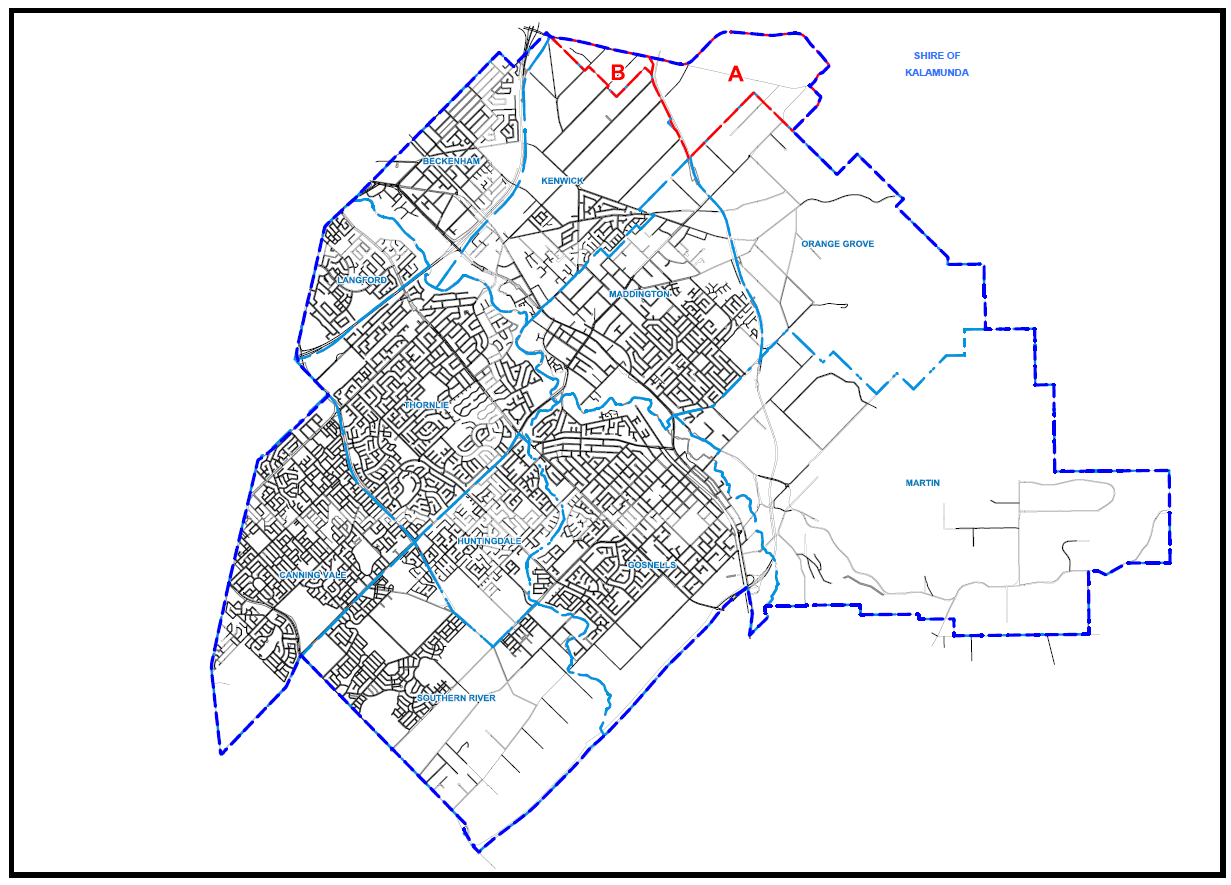 SHIRE OF
KALAMUNDA
B
A
BECKENHAM
KENWICK
ORANGE GROVE
LANGFORD
MADDINGTON
THORNLIE
MARTIN
HUNTINGDALE
GOSNELLS
CANNING VALE
SOUTHERN RIVER